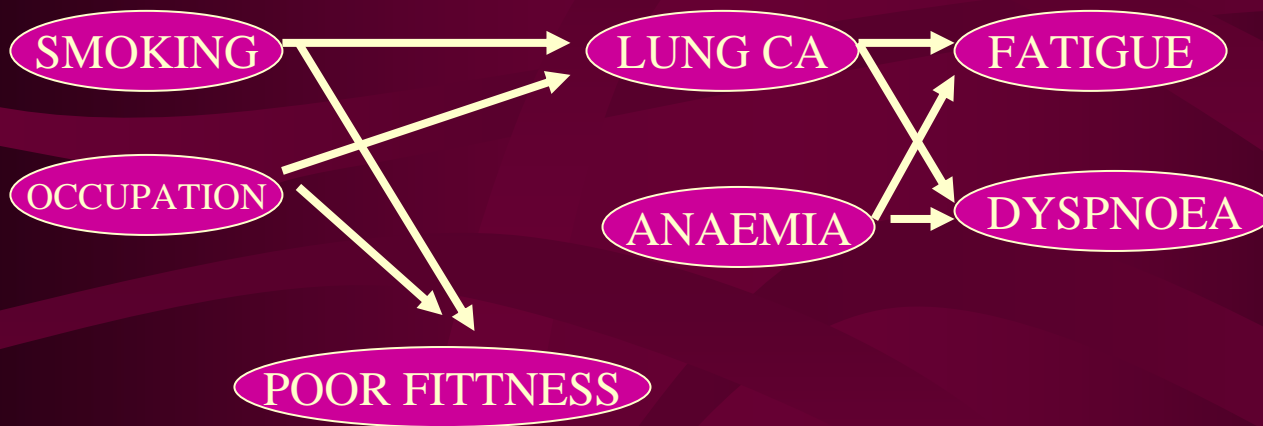 SMOKING
LUNG CA
FATIGUE
OCCUPATION
ANAEMIA
DYSPNOEA
POOR FITTNESS